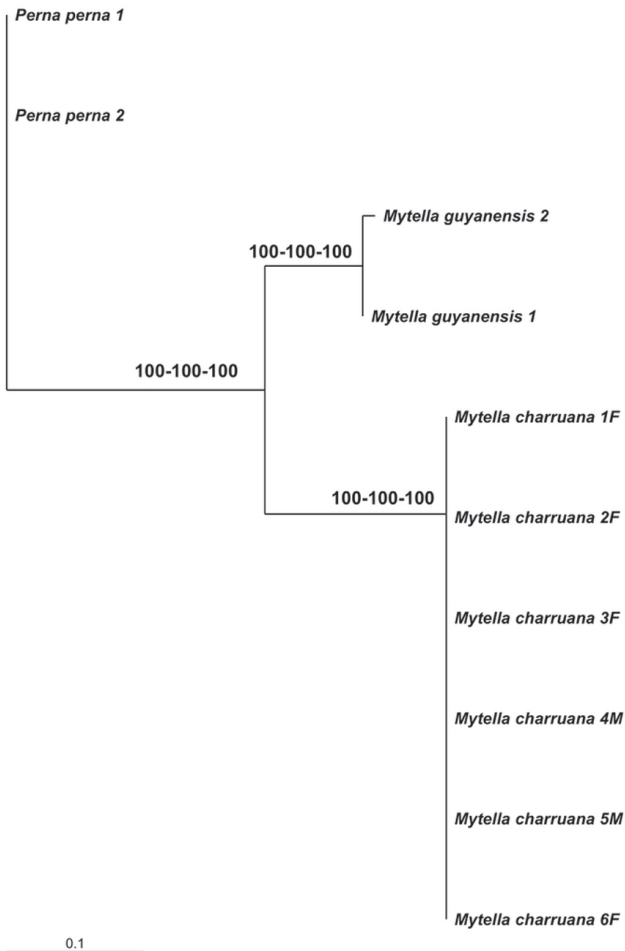 Perna perna 1
Perna perna 2
Mytella guyanensis 2
100-100-100
Mytella guyanensis 1
100-100-100
Mytella charruana 1F
100-100-100
Mytella charruana 2F
Mytella charruana 3F
Mytella charruana 4M
Mytella charruana 5M
Mytella charruana 6F
0.1